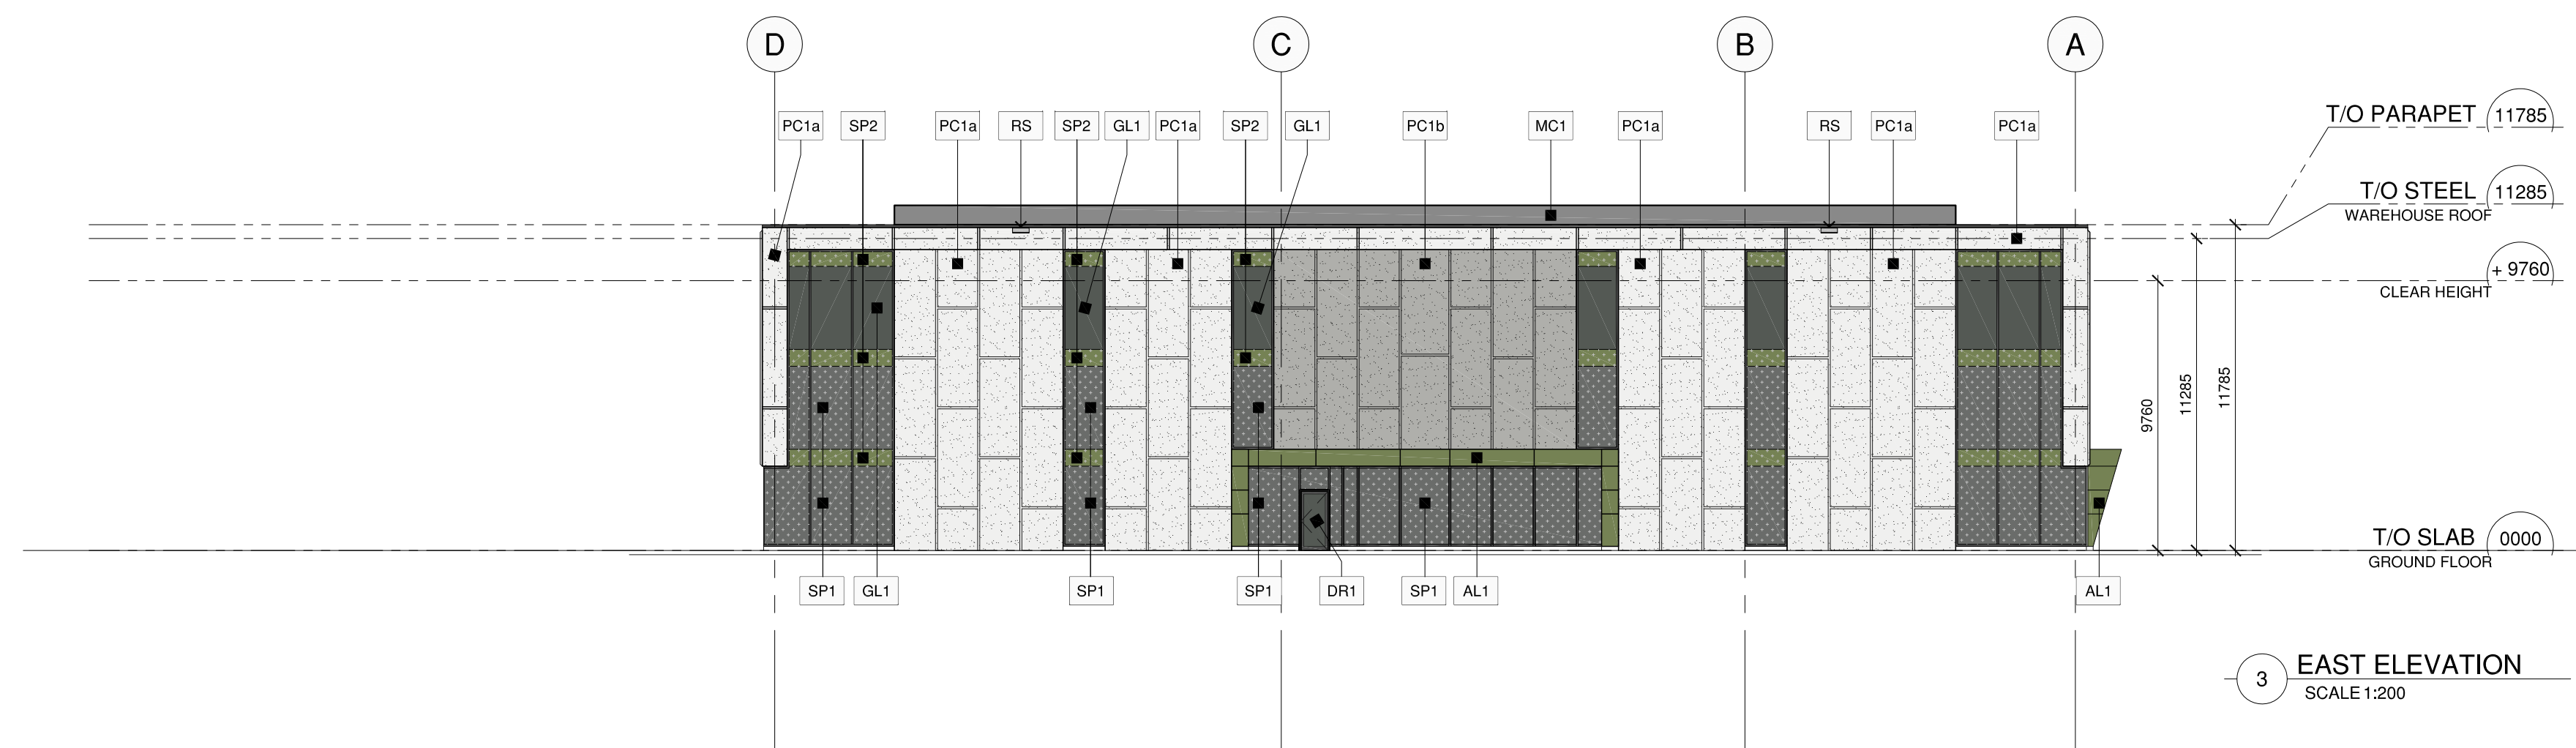 D
C
B
A
PC1a
SP2
PC1a
RS
SP2
GL1
PC1a
SP2
GL1
PC1b
MC1
PC1a
RS
PC1a
PC1a
T/O PARAPET 11785
T/O STEEL 11285
WAREHOUSE ROOF
+ 9760
CLEAR HEIGHT
9760
11285
11785
T/O SLAB 0000
GROUND FLOOR
SP1
GL1
SP1
SP1
DR1
SP1
AL1
AL1
3 EAST ELEVATION
SCALE 1:200